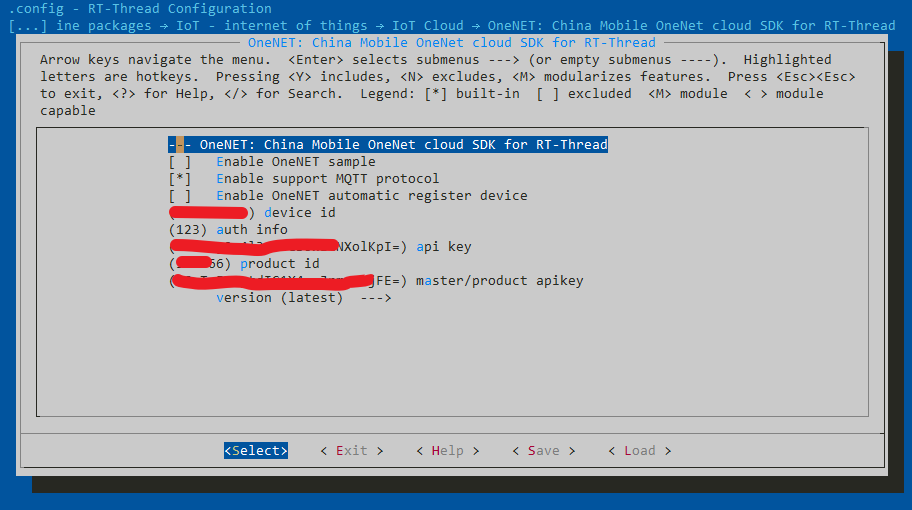 .config - RT-Thread Configuration
[...] ine packages → IoT - internet of things → IoT Cloud → OneNET: China Mobile OneNet cloud SDK for RT-Thread
OneNET: China Mobile OneNet cloud SDK for RT-Thread
Arrow keys navigate the menu.  <Enter> selects submenus ---> (or empty submenus ----).  Highlighted
letters are hotkeys.  Pressing <Y> includes, <N> excludes, <M> modularizes features.  Press <Esc><Esc>
to exit, <?> for Help, </> for Search.  Legend: [*] built-in  [ ] excluded  <M> module  < > module
capable
--- OneNET: China Mobile OneNet cloud SDK for RT-Thread
[ ]   Enable OneNET sample
[*]   Enable support MQTT protocol
[ ]   Enable OneNET automatic register device
( ) device id
(123) auth info
( NXolKpI=) api key
( 66) product id
( FE=) master/product apikey
version (latest)  --->
<Select>    < Exit >    < Help >    < Save >    < Load >